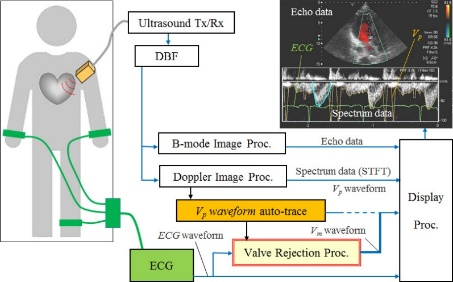 Ultrasound Tx/Rx
DBF
Echo data
ECG
Vp
Spectrum data
B-mode Image Proc.
Echo data
Doppler Image Proc.
Spectrum data (STFT)
Vp waveform
Vp waveform auto-trace
Display
Proc.
ECG waveform
Vm waveform
Valve Rejection Proc.
ECG